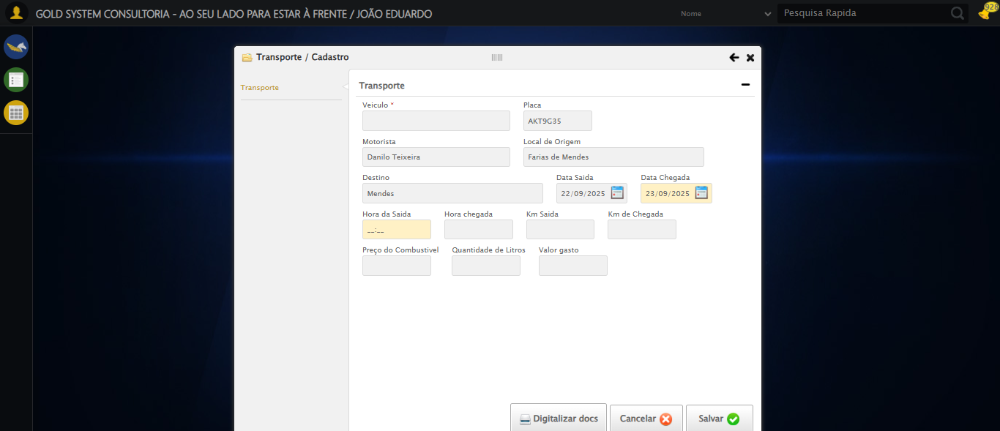 GOLD SYSTEM CONSULTORIA - AO SEU LADO PARA ESTAR À FRENTE / JOÃO EDUARDO
Nome
Pesquisa Rapida
928
Transporte / Cadastro
Transporte
Transporte
Veiculo *
Placa
AKT9G35
Motorista
Local de Origem
Danilo Teixeira
Farias de Mendes
Destino
Data Saida
Data Chegada
Mendes
22/09/2025
23/09/2025
Hora da Saida
Hora chegada
Km Saida
Km de Chegada
__:__
Preço do Combustivel
Quantidade de Litros
Valor gasto
Digitalizar docs
Cancelar
Salvar